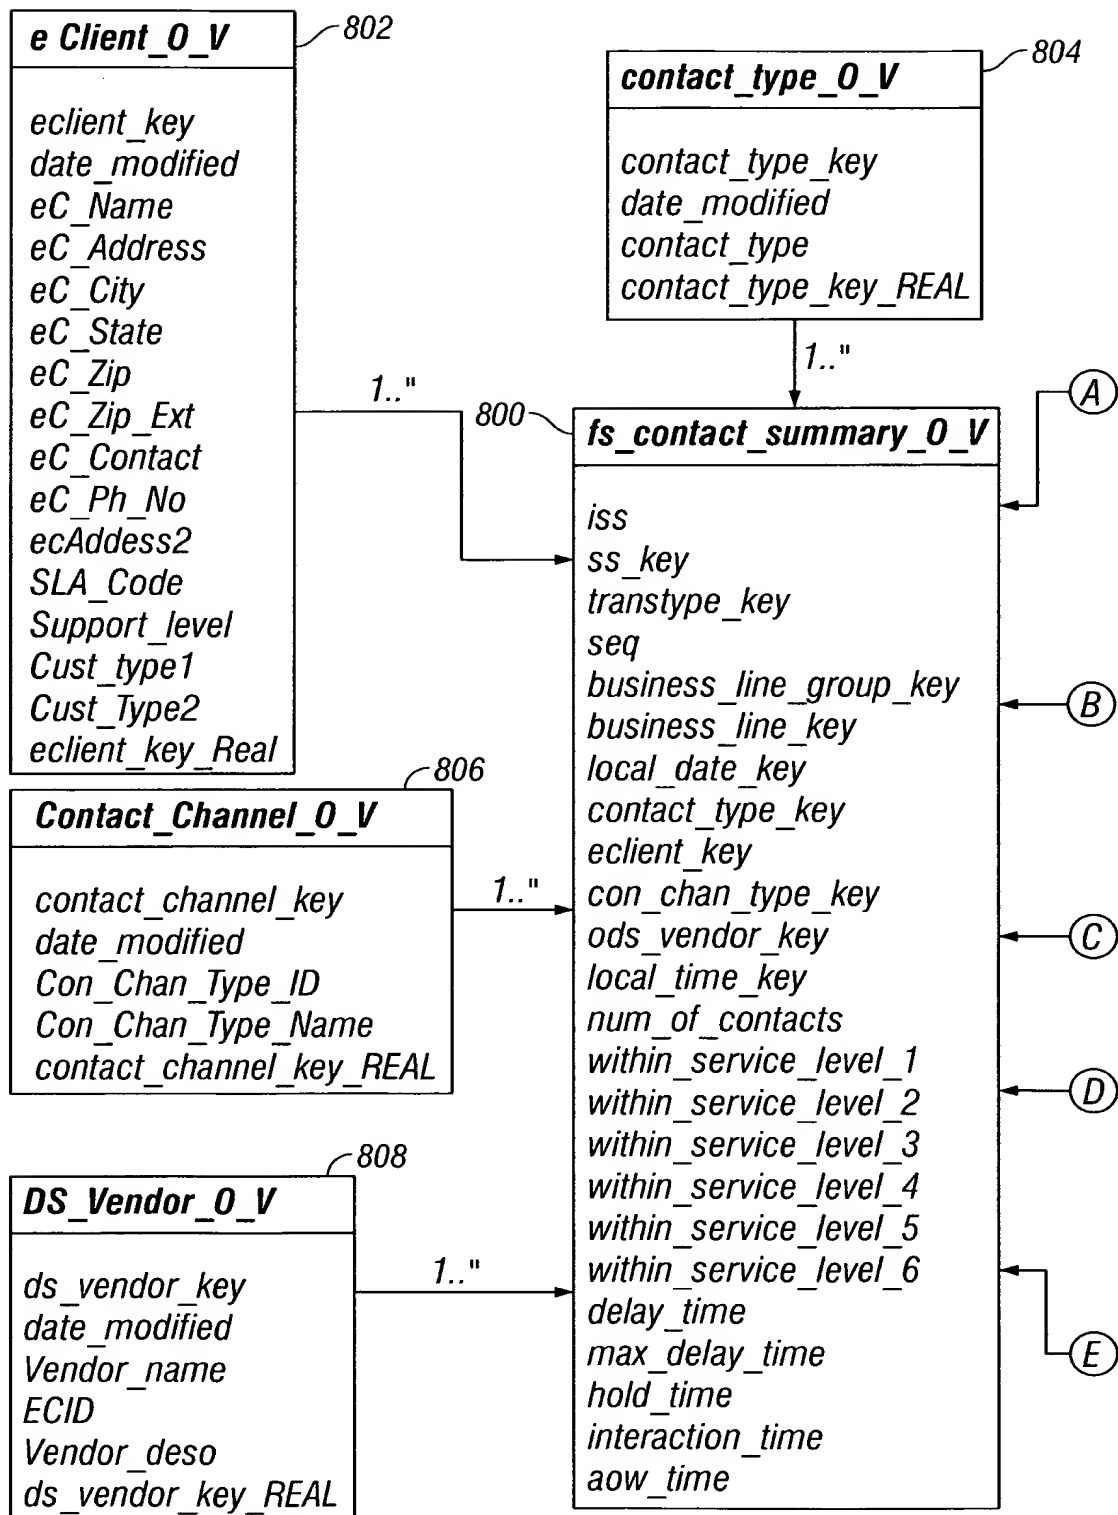 e Client_O_V
802
eclient_key
date_modified
eC_Name
eC_Address
eC_City
eC_State
eC_Zip
eC_Zip_Ext
eC_Contact
eC_Ph_No
ecAddess2
SLA_Code
Support_level
Cust_type1
Cust_Type2
eclient_key_Real
1.."
contact_type_O_V
804
contact_type_key
date_modified
contact_type
contact_type_key_REAL
1.."
806
Contact_Channel_O_V
contact_channel_key
date_modified
Con_Chan_Type_ID
Con_Chan_Type_Name
contact_channel_key_REAL
1.."
808
DS_Vendor_O_V
ds_vendor_key
date_modified
Vendor_name
ECID
Vendor_deso
ds_vendor_key_REAL
1.."
800
fs_contact_summary_O_V
iss
ss_key
transtype_key
seq
business_line_group_key
business_line_key
local_date_key
contact_type_key
eclient_key
con_chan_type_key
ods_vendor_key
local_time_key
num_of_contacts
within_service_level_1
within_service_level_2
within_service_level_3
within_service_level_4
within_service_level_5
within_service_level_6
delay_time
max_delay_time
hold_time
interaction_time
aow_time
A
B
C
D
E